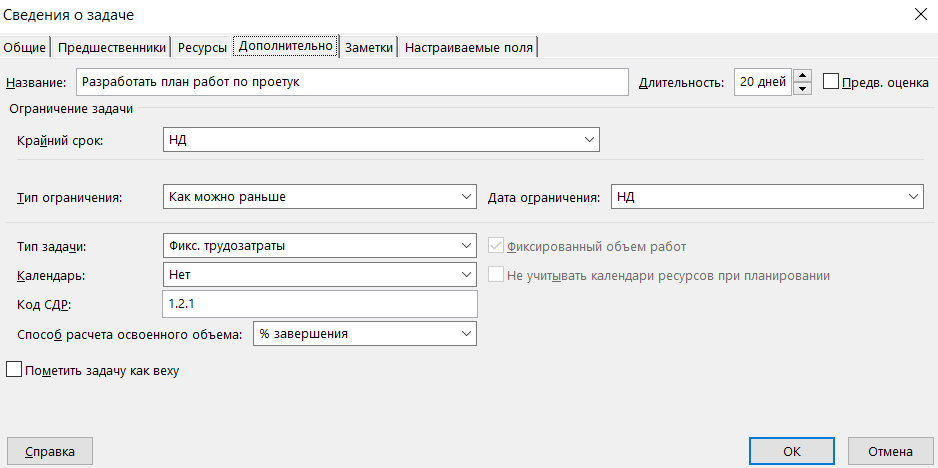 Сведения о задаче
Общие Предшественники Ресурсы Дополнительно Заметки Настраиваемые поля
Название: Разработать план работ по проетук Длительность: 20 дней Предв. оценка
Ограничение задачи
Крайний срок: НД
Тип ограничения: Как можно раньше Дата ограничения: НД
Тип задачи: Фикс. трудозатраты Фиксированный объем работ
Календарь: Нет Не учитывать календари ресурсов при планировании
Код СДР: 1.2.1
Способ расчета освоенного объема: % завершения
Пометить задачу как веху
Справка ОК Отмена